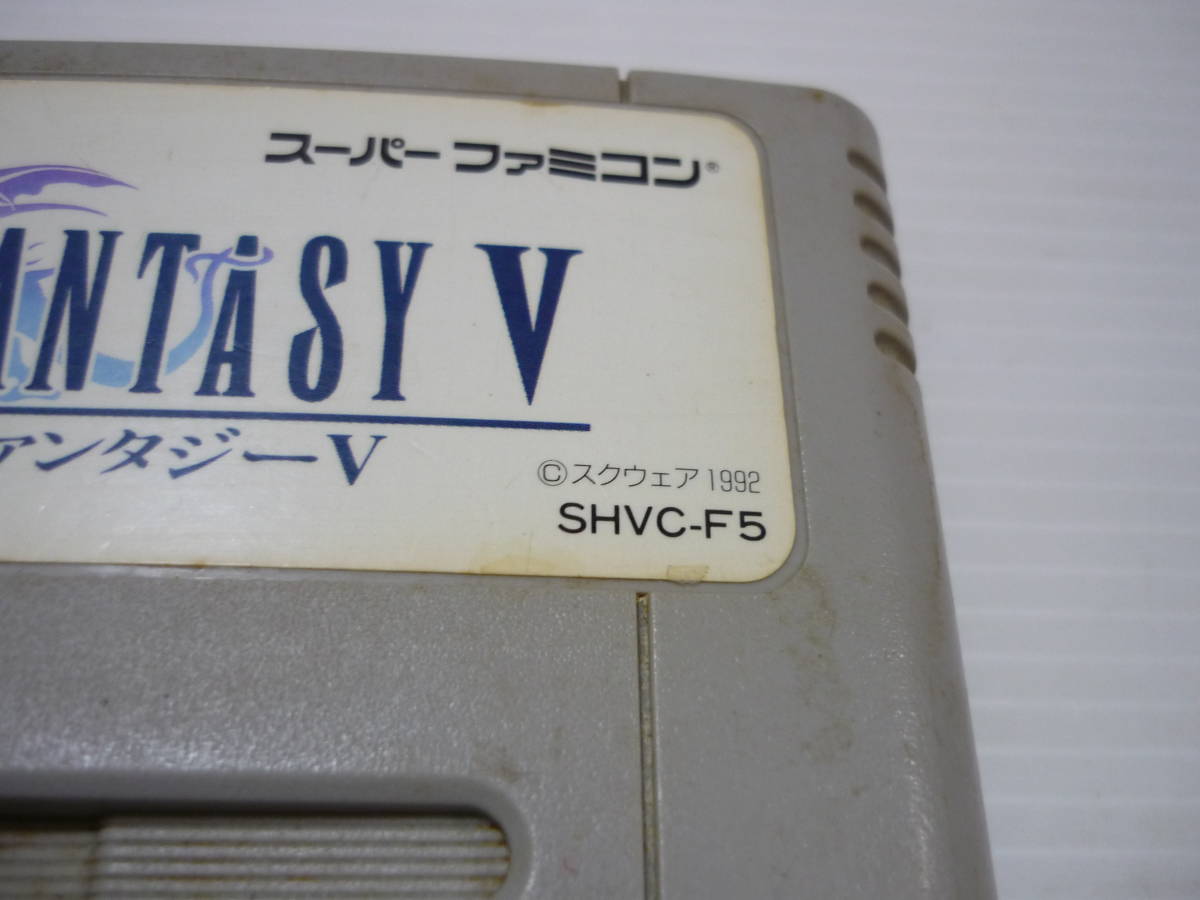 スーパーファミコン®
ANTASY V
ァンタジーV
©スクウェア 1992
SHVC-F5